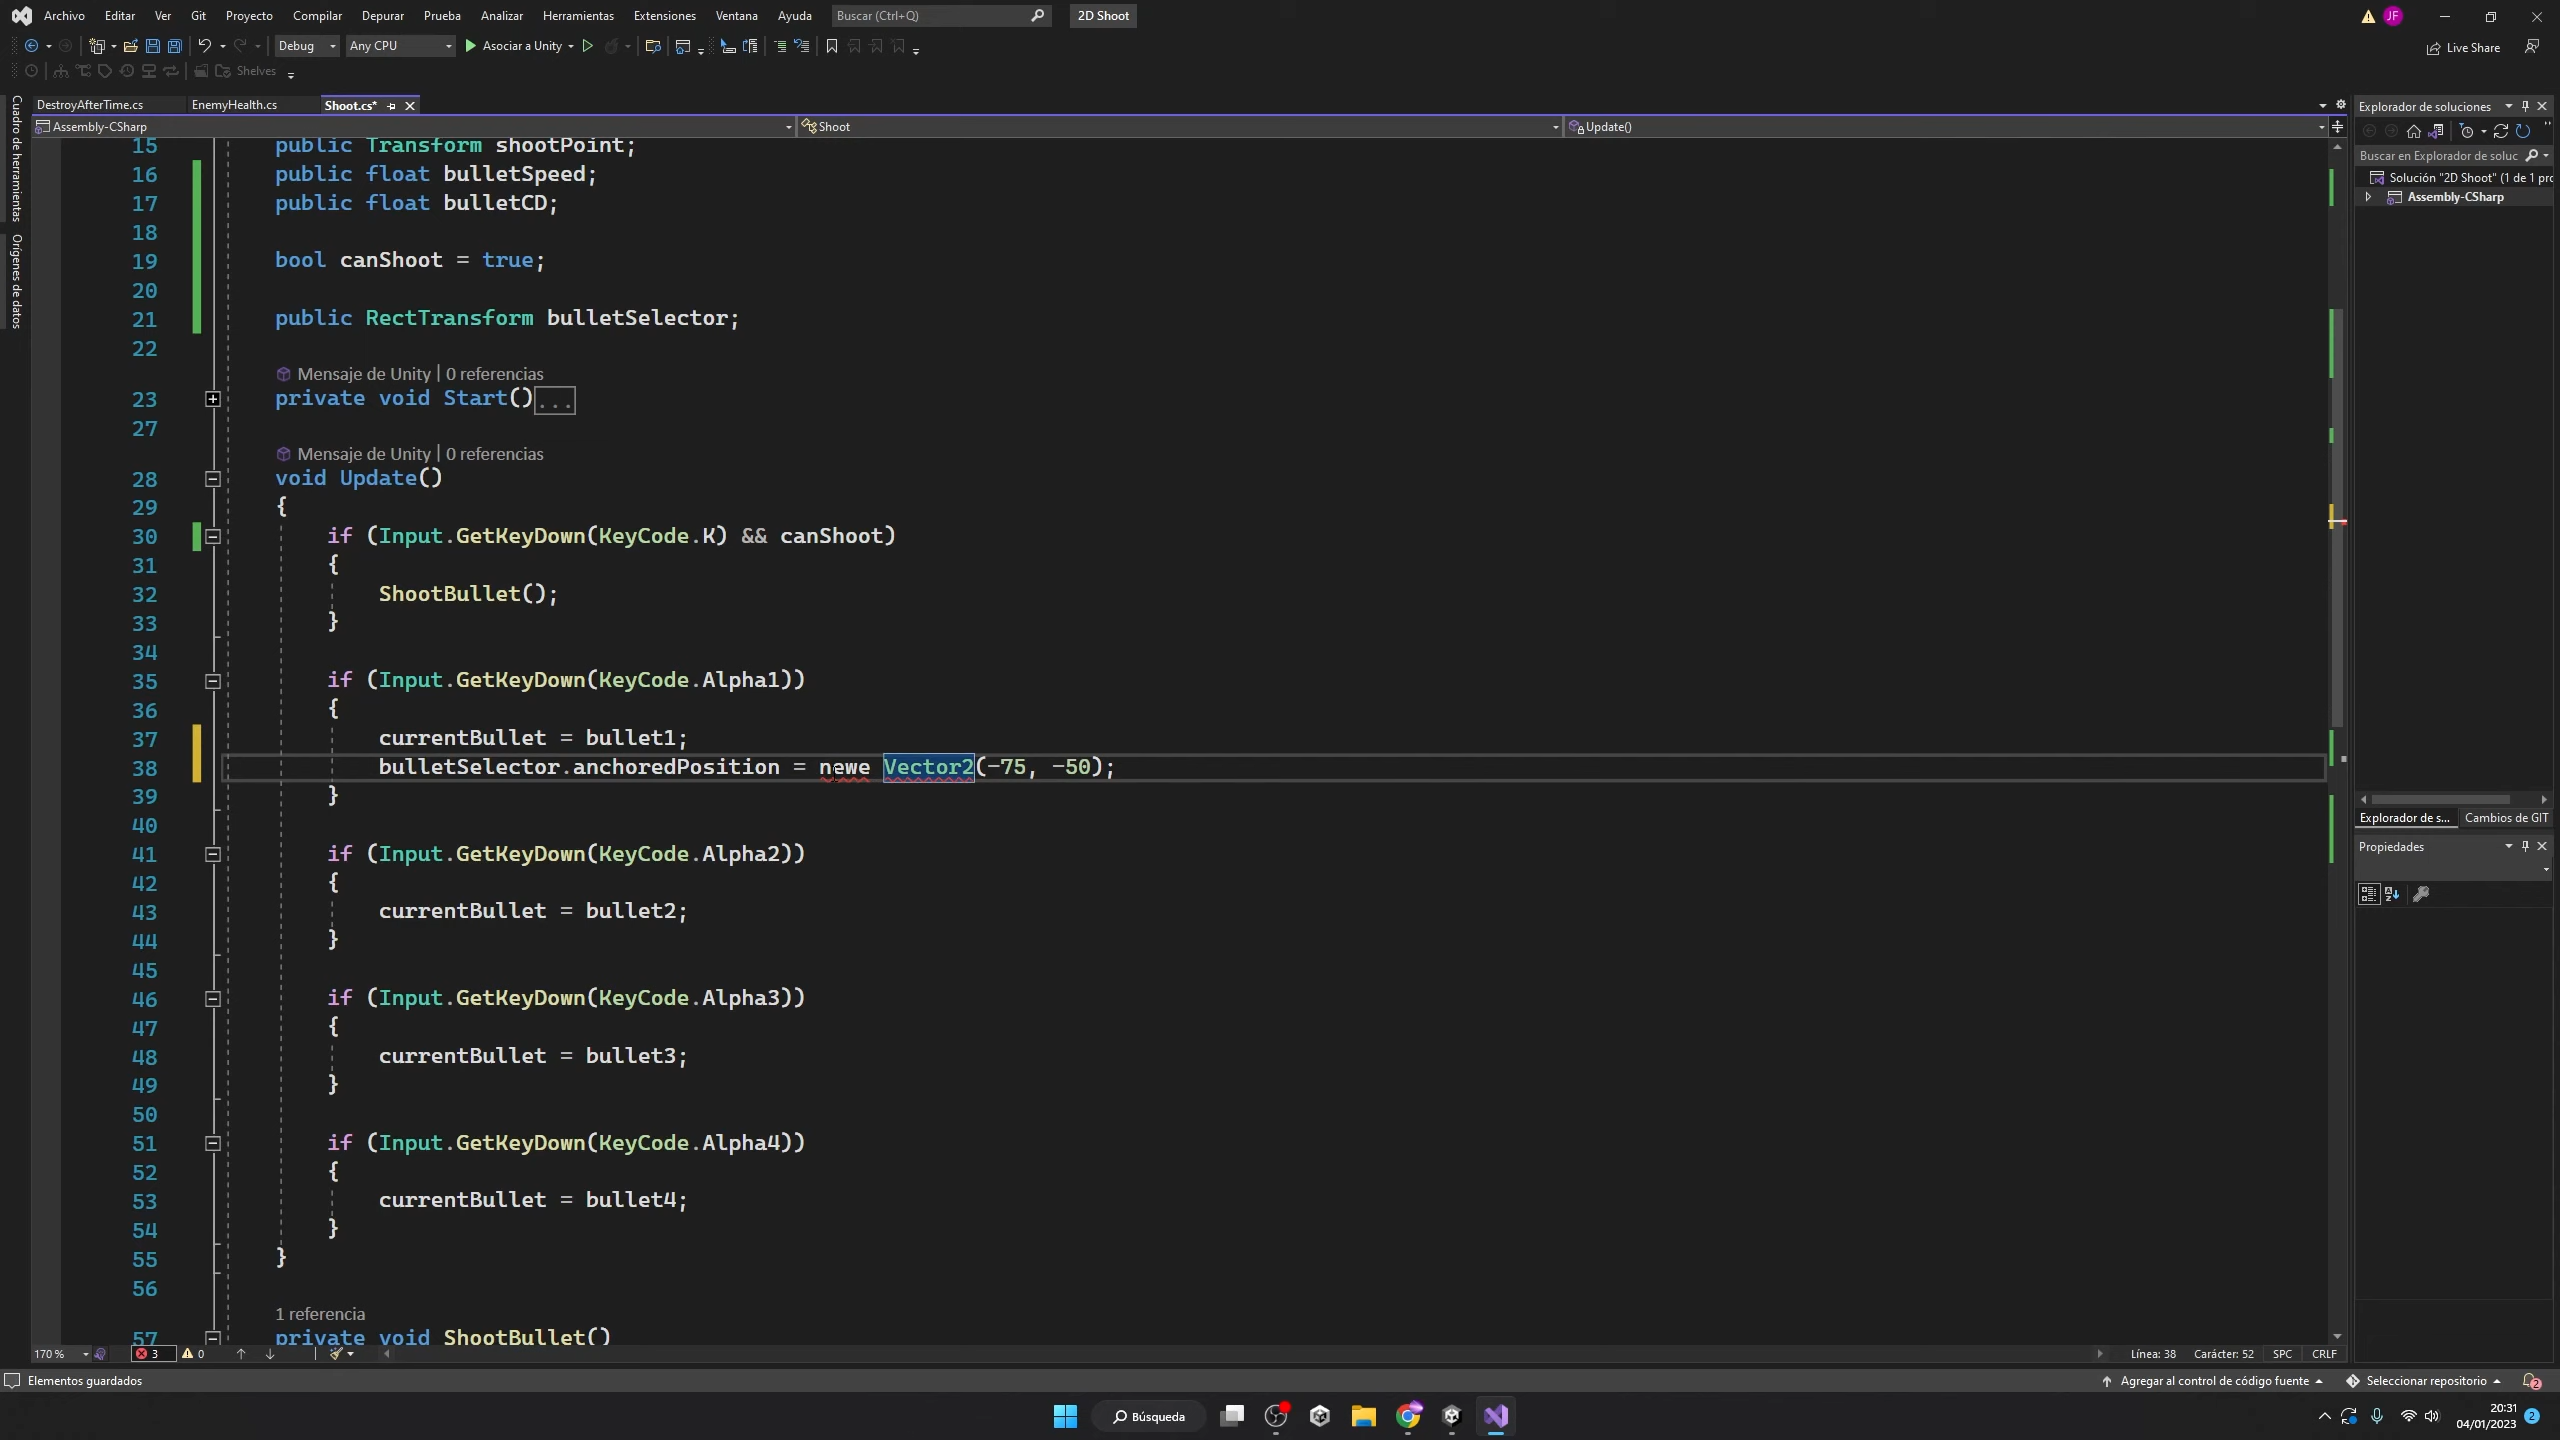 Archivo Editar Ver Git Proyecto Compilar Depurar Prueba Analizar Herramientas Extensiones Ventana Ayuda Buscar (Ctrl+Q) 2D Shoot JF
Debug Any CPU Asociar a Unity Live Share
Shelves
DestroyAfterTime.cs EnemyHealth.cs Shoot.cs*
Assembly-CSharp Shoot Update()
Cuadro de herramientas
Orígenes de datos
15 public Transform shootPoint;
16 public float bulletSpeed;
17 public float bulletCD;
18
19 bool canShoot = true;
20
21 public RectTransform bulletSelector;
22
Mensaje de Unity | 0 referencias
23 private void Start()...
27
Mensaje de Unity | 0 referencias
28 void Update()
29 {
30 if (Input.GetKeyDown(KeyCode.K) && canShoot)
31 {
32 ShootBullet();
33 }
34
35 if (Input.GetKeyDown(KeyCode.Alpha1))
36 {
37 currentBullet = bullet1;
38 bulletSelector.anchoredPosition = newe Vector2(-75, -50);
39 }
40
41 if (Input.GetKeyDown(KeyCode.Alpha2))
42 {
43 currentBullet = bullet2;
44 }
45
46 if (Input.GetKeyDown(KeyCode.Alpha3))
47 {
48 currentBullet = bullet3;
49 }
50
51 if (Input.GetKeyDown(KeyCode.Alpha4))
52 {
53 currentBullet = bullet4;
54 }
55 }
56
1 referencia
57 private void ShootBullet()
170 % 3 0 Línea: 38 Carácter: 52 SPC CRLF
Explorador de soluciones
Buscar en Explorador de soluc
Solución "2D Shoot" (1 de 1 pro
Assembly-CSharp
Explorador de s... Cambios de GIT
Propiedades
Elementos guardados Agregar al control de código fuente Seleccionar repositorio 2
Búsqueda
20:31
04/01/2023
2